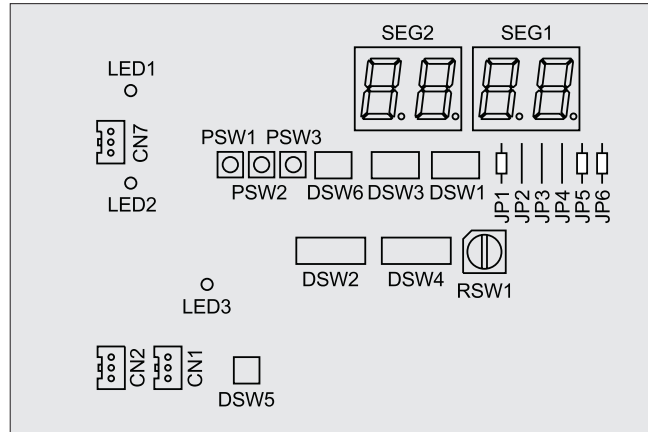 SEG2 SEG1
LED1
CN7
PSW1 PSW3
LED2
PSW2 DSW6 DSW3 DSW1 JP1 JP2 JP3 JP4 JP5 JP6
DSW2 DSW4 RSW1
LED3
CN2 CN1
DSW5